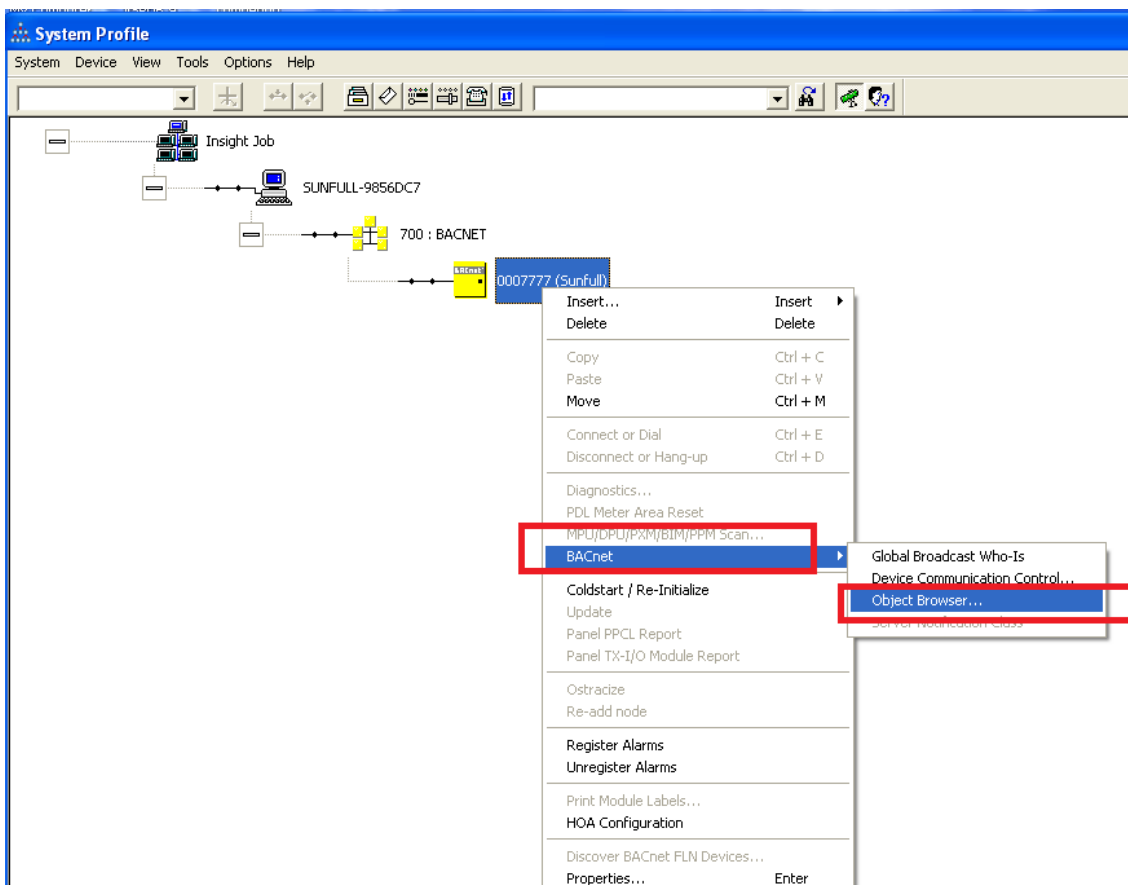 System Profile
System Device View Tools Options Help
Insight Job
SUNFULL-9856DC7
700 : BACNET
BACnet
0007777 (Sunfull)
Insert... Insert
Delete Delete
Copy Ctrl + C
Paste Ctrl + V
Move Ctrl + M
Connect or Dial Ctrl + E
Disconnect or Hang-up Ctrl + D
Diagnostics...
PDL Meter Area Reset
MPU/DPU/PXM/BIM/PPM Scan...
BACnet
Global Broadcast Who-Is
Device Communication Control...
Object Browser...
Server Notification Class
Coldstart / Re-Initialize
Update
Panel PPCL Report
Panel TX-I/O Module Report
Ostracize
Re-add node
Register Alarms
Unregister Alarms
Print Module Labels...
HOA Configuration
Discover BACnet FLN Devices...
Properties... Enter